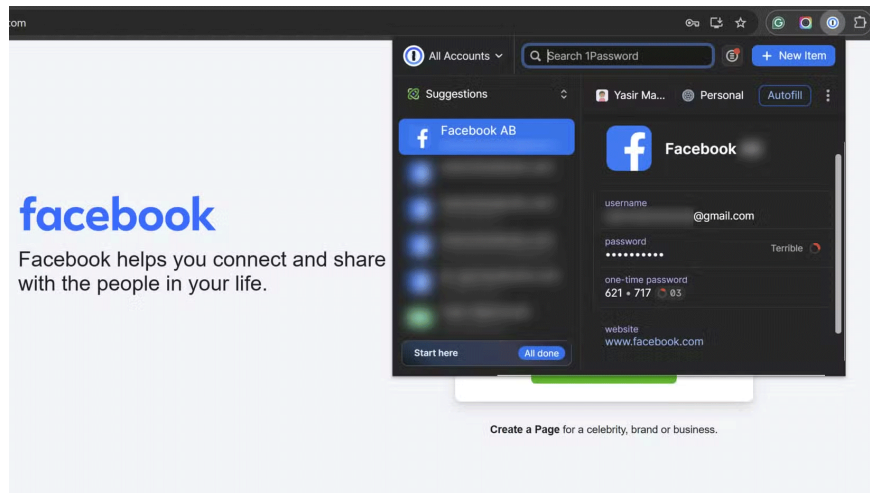 om
All Accounts
Search 1Password
+ New Item
Suggestions
Yasir Ma...
Personal
Autofill
Facebook AB
Facebook
username
@gmail.com
password
••••••••••
Terrible
one-time password
621 • 717
03
website
www.facebook.com
Start here
All done
facebook
Facebook helps you connect and share
with the people in your life.
Create a Page for a celebrity, brand or business.